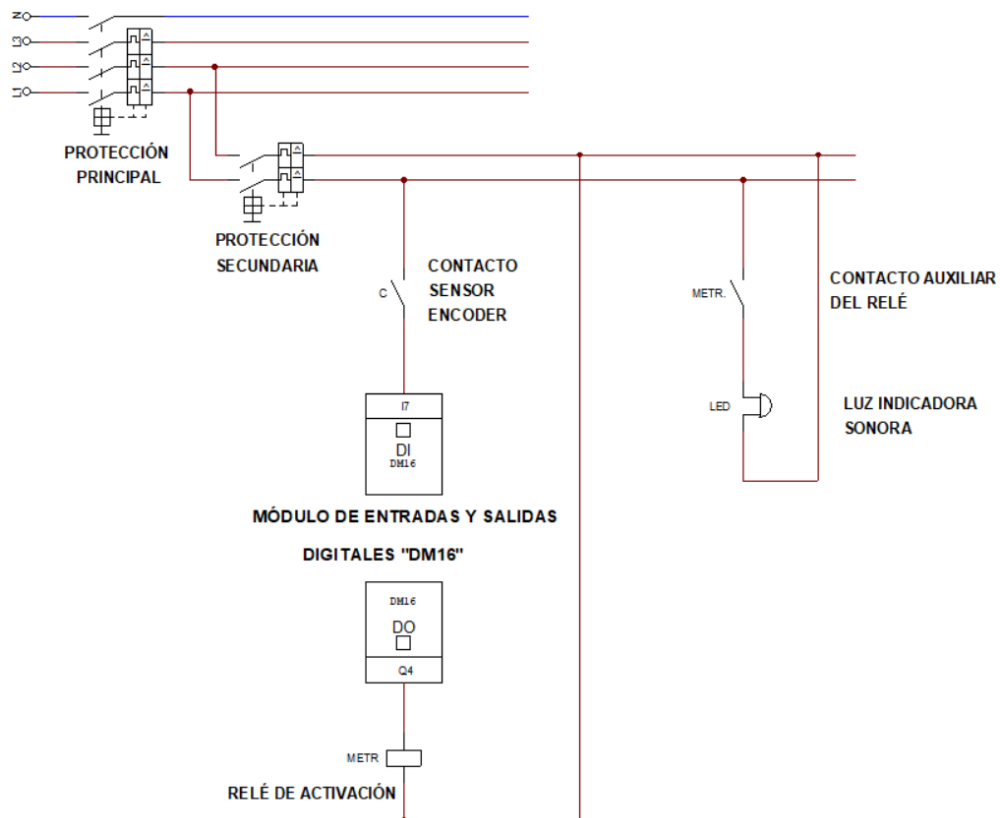 N
L3
L2
L1
PROTECCIÓN
PRINCIPAL
PROTECCIÓN
SECUNDARIA
CONTACTO
SENSOR
ENCODER
C
METR.
CONTACTO AUXILIAR
DEL RELÉ
I7
DI
DM16
LED
LUZ INDICADORA
SONORA
MÓDULO DE ENTRADAS Y SALIDAS
DIGITALES "DM16"
DM16
DO
Q4
METR
RELÉ DE ACTIVACIÓN